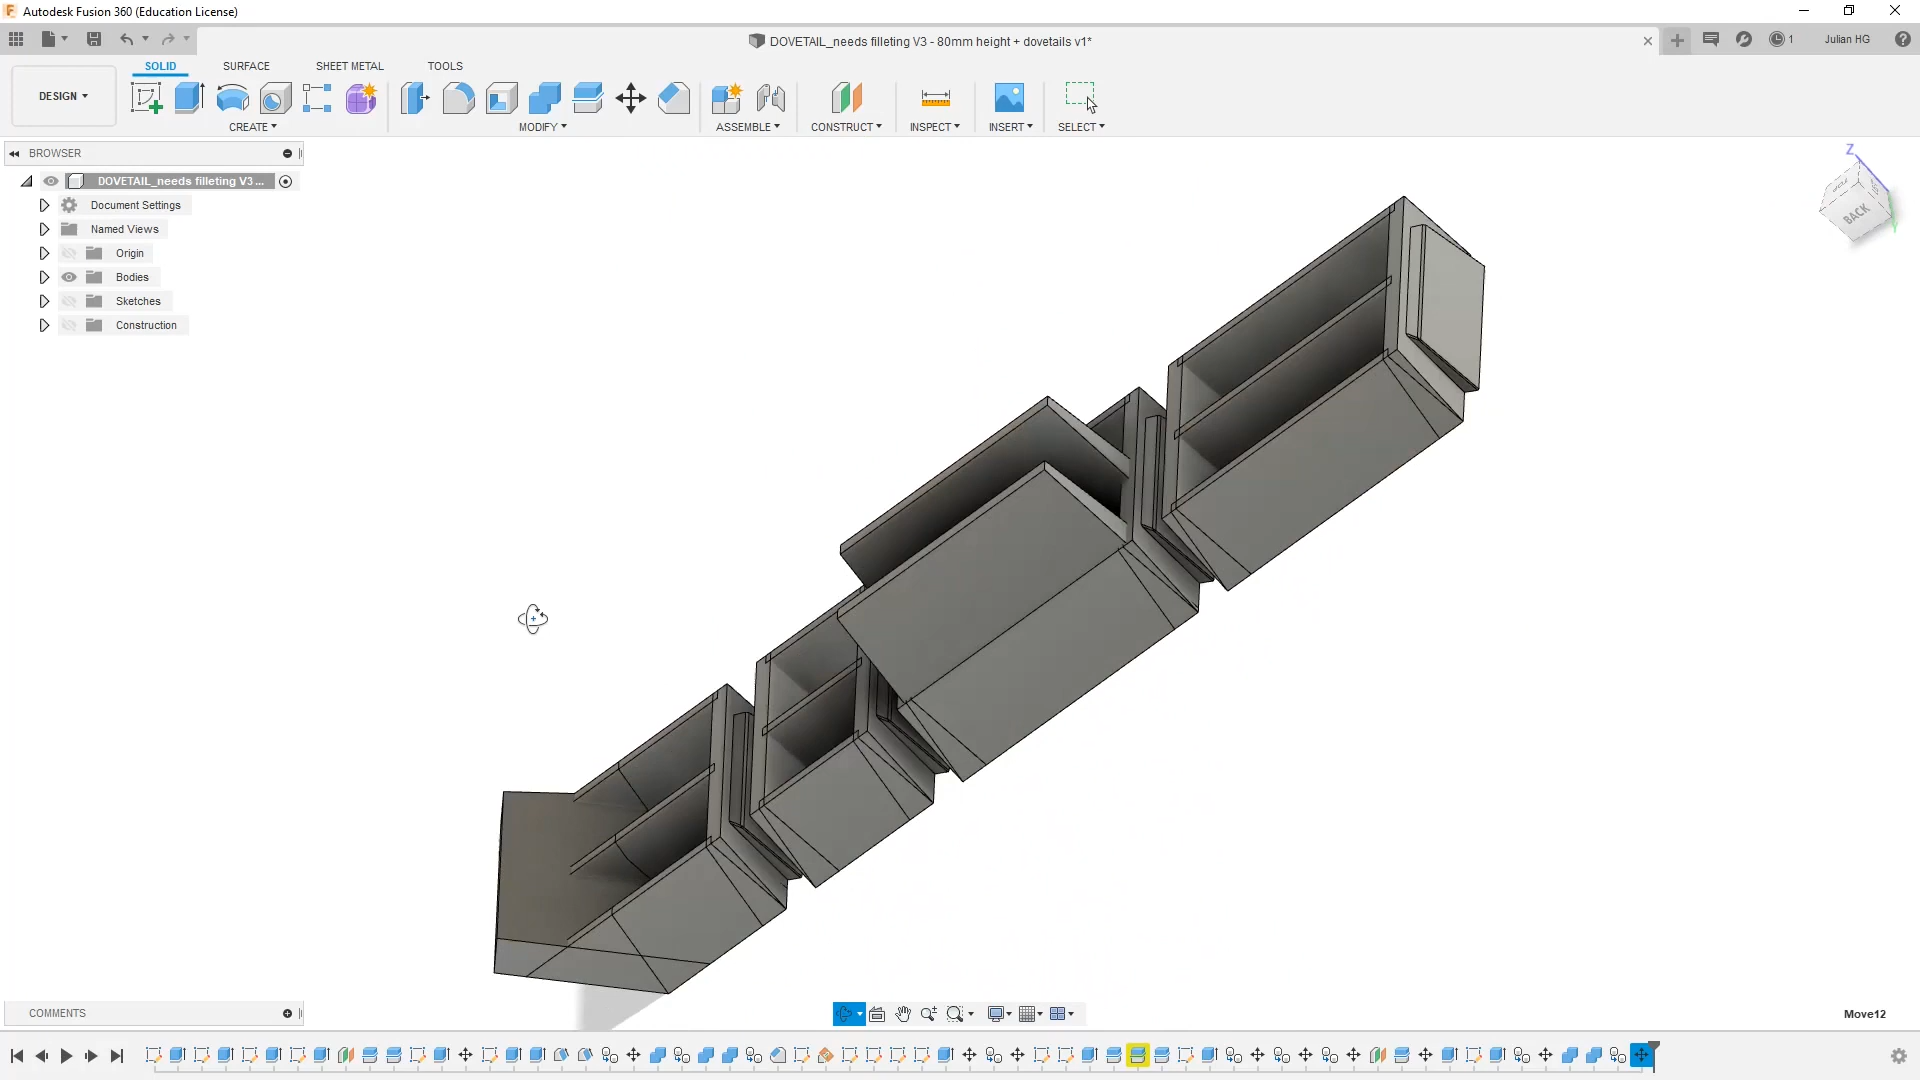 Autodesk Fusion 360 (Education License)
DOVETAIL_needs filleting V3 - 80mm height + dovetails v1*
1
Julian HG
DESIGN
SOLID
SURFACE
SHEET METAL
TOOLS
CREATE
MODIFY
ASSEMBLE
CONSTRUCT
INSPECT
INSERT
SELECT
BROWSER
DOVETAIL_needs filleting V3 ...
Document Settings
Named Views
Origin
Bodies
Sketches
Construction
Z
BACK
Y
COMMENTS
Move12